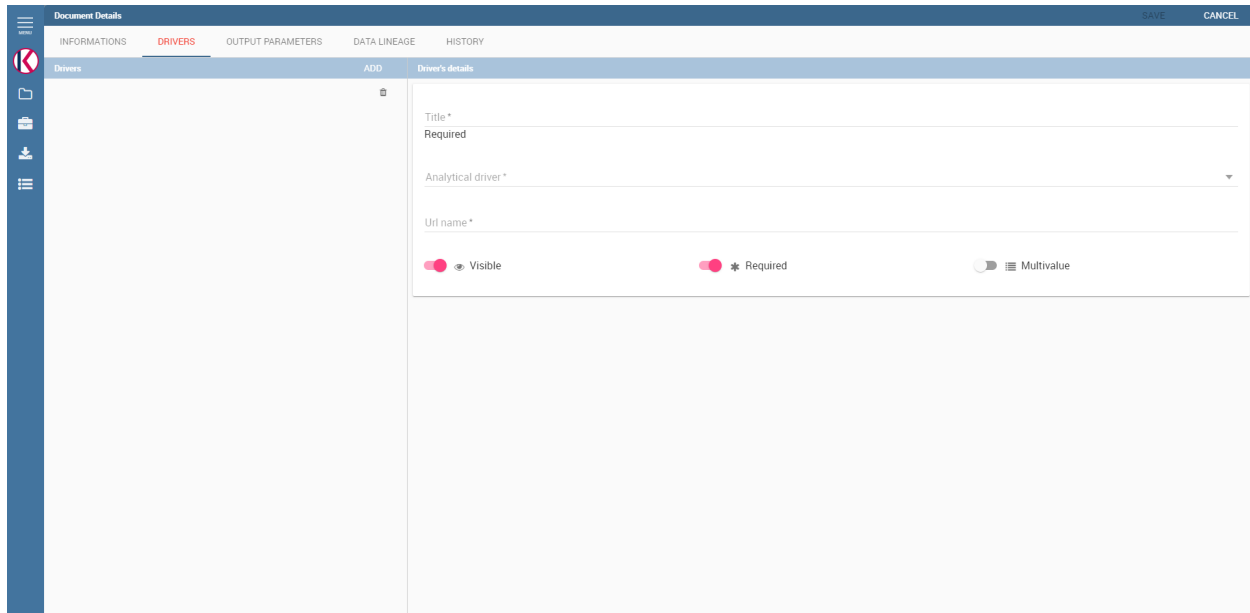 Document Details
SAVE
CANCEL
MENU
INFORMATIONS
DRIVERS
OUTPUT PARAMETERS
DATA LINEAGE
HISTORY
Drivers
ADD
Driver's details
Title *
Required
Analytical driver *
Url name *
Visible
Required
Multivalue